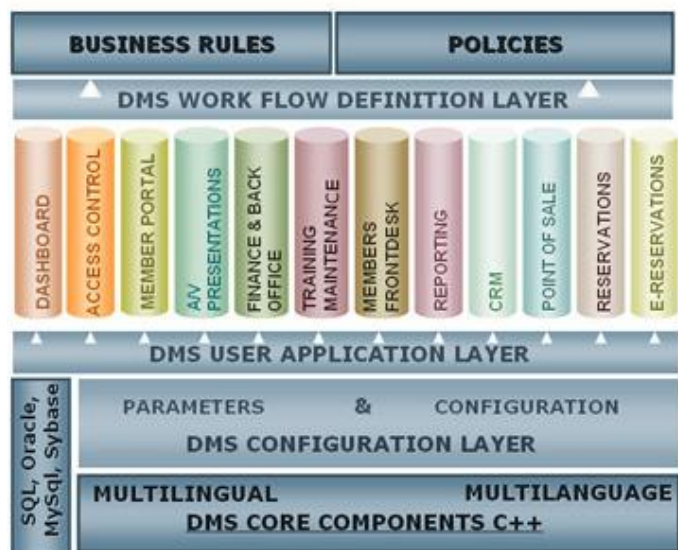 BUSINESS RULES
POLICIES
DMS WORK FLOW DEFINITION LAYER
DASHBOARD
ACCESS CONTROL
MEMBER PORTAL
A/V
PRESENTATIONS
FINANCE & BACK
OFFICE
TRAINING
MAINTENANCE
MEMBERS
FRONTDESK
REPORTING
CRM
POINT OF SALE
RESERVATIONS
E-RESERVATIONS
DMS USER APPLICATION LAYER
SQL, Oracle,
MySql, Sybase
PARAMETERS & CONFIGURATION
DMS CONFIGURATION LAYER
MULTILINGUAL MULTILANGUAGE
DMS CORE COMPONENTS C++